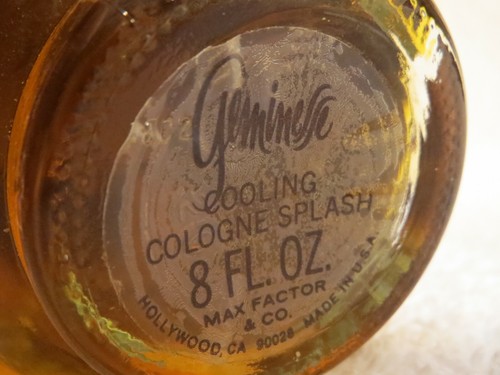 Geminesse
COOLING
COLOGNE SPLASH
8 FL. OZ.
MAX FACTOR
& CO.
HOLLYWOOD, CA 90028 MADE IN U.S.A.